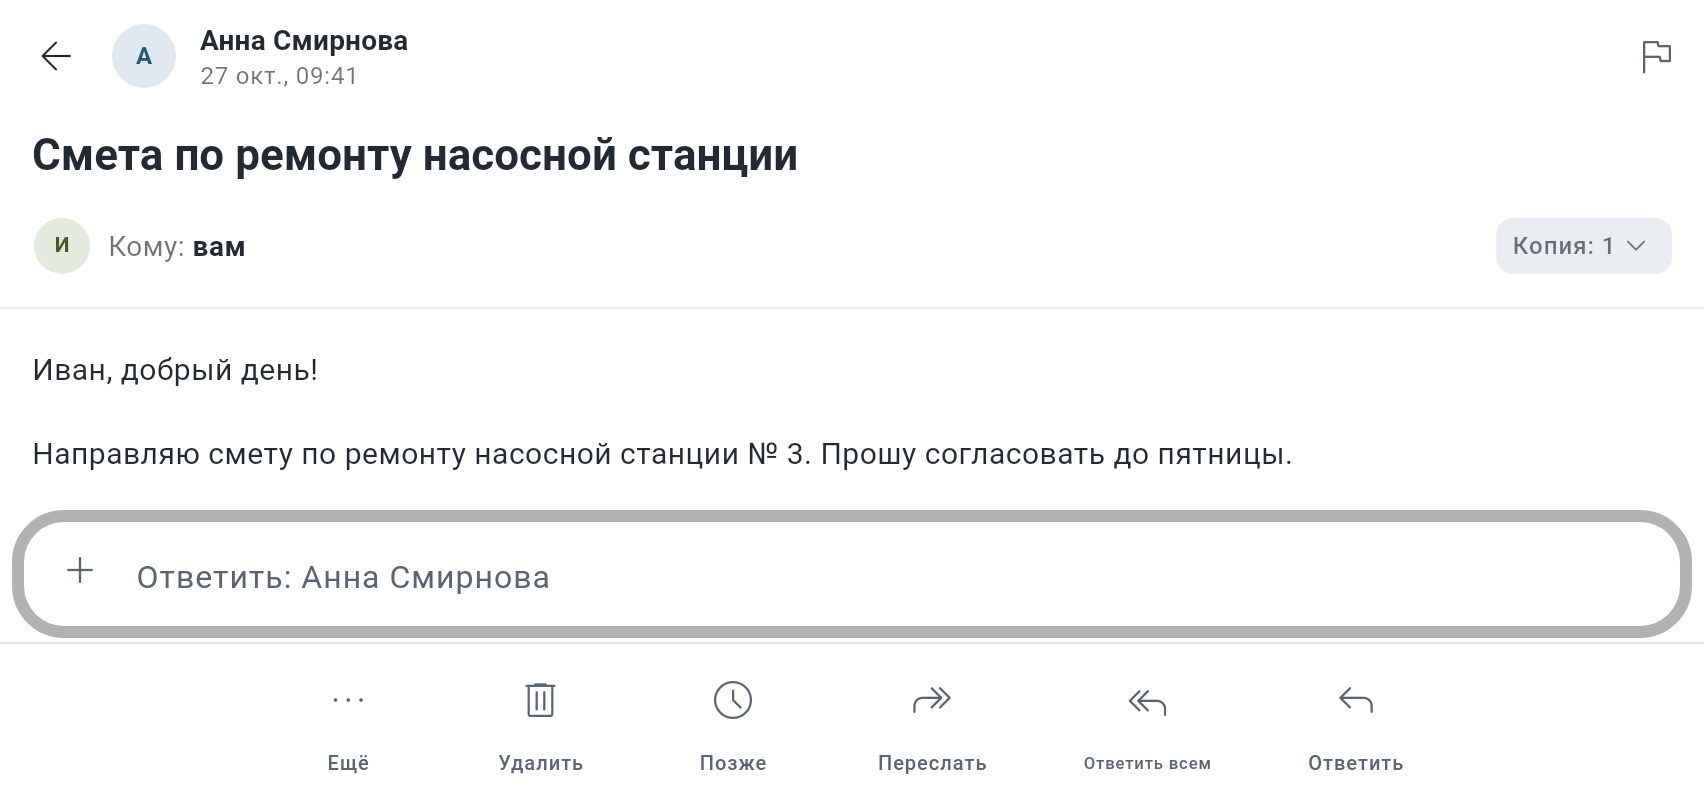 А
Анна Смирнова
27 окт., 09:41
Смета по ремонту насосной станции
И
Кому: вам
Копия: 1
Иван, добрый день!
Направляю смету по ремонту насосной станции № 3. Прошу согласовать до пятницы.
Ответить: Анна Смирнова
Ещё
Удалить
Позже
Переслать
Ответить всем
Ответить